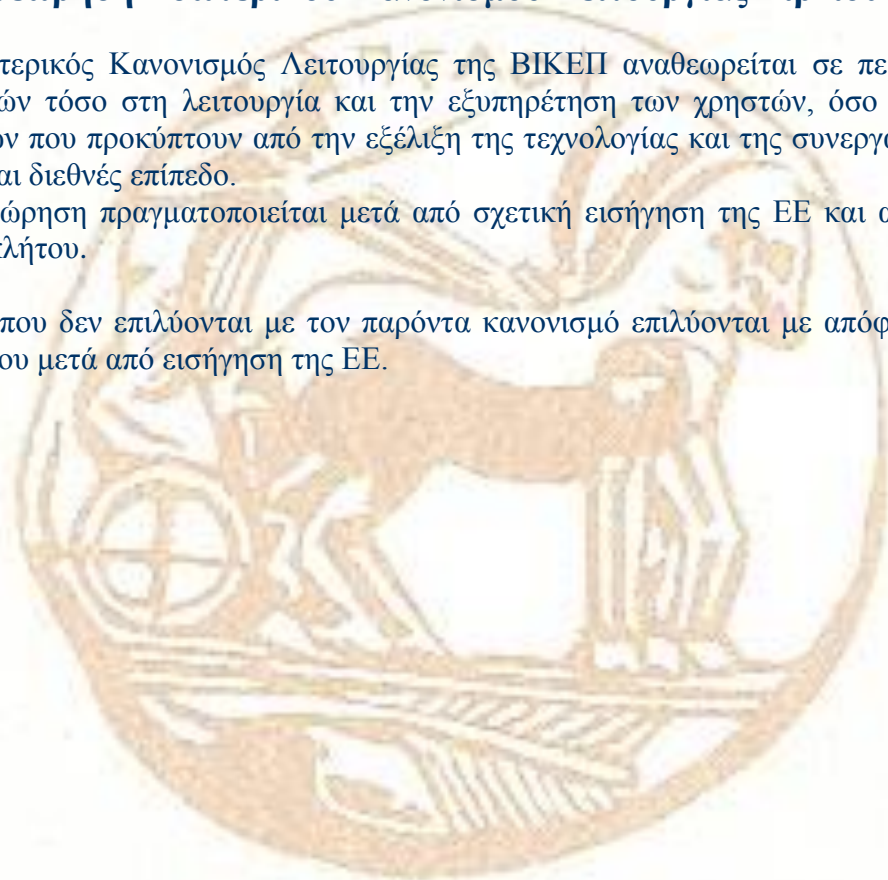 τερικός Κανονισμός Λειτουργίας της ΒΙΚΕΠ αναθεωρείται σε πε
ών τόσο στη λειτουργία και την εξυπηρέτηση των χρηστών, όσο
ων που προκύπτουν από την εξέλιξη της τεχνολογίας και της συνεργ
αι διεθνές επίπεδο.
ώρηση πραγματοποιείται μετά από σχετική εισήγηση της ΕΕ και α
λήτου.
που δεν επιλύονται με τον παρόντα κανονισμό επιλύονται με απόφ
ου μετά από εισήγηση της ΕΕ.